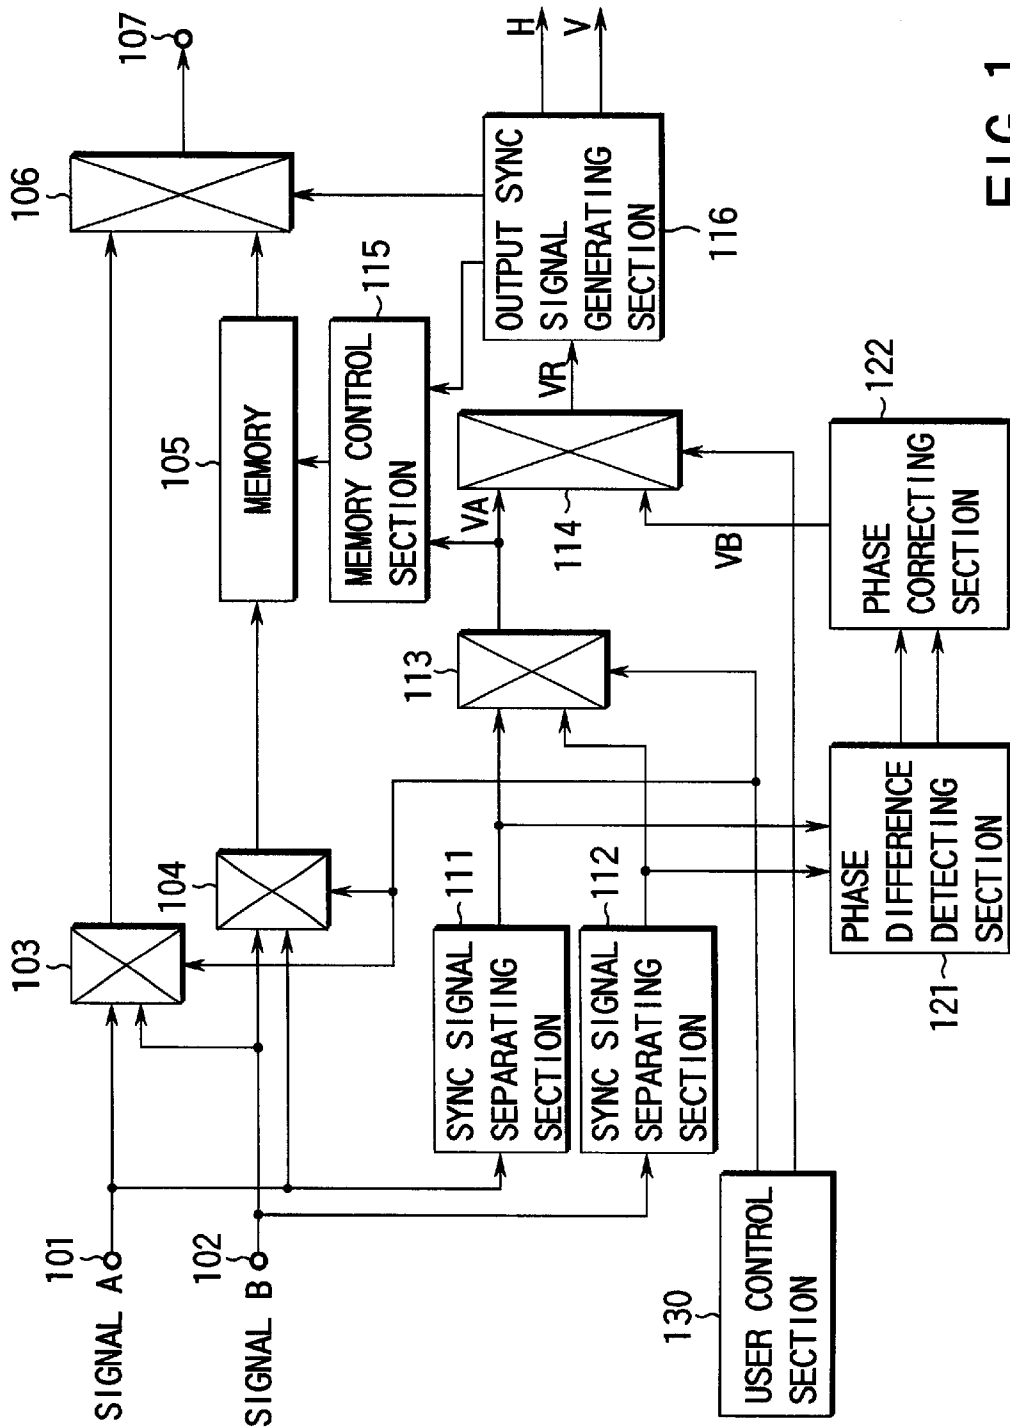 SIGNAL A
101
SIGNAL B
102
103
104
105
MEMORY
106
107
SYNC SIGNAL
SEPARATING
SECTION
111
SYNC SIGNAL
SEPARATING
SECTION
112
113
MEMORY CONTROL
SECTION
115
VA
114
VR
OUTPUT SYNC
SIGNAL
GENERATING
SECTION
116
H
V
VB
PHASE
DIFFERENCE
DETECTING
SECTION
121
PHASE
CORRECTING
SECTION
122
130
USER CONTROL
SECTION
FIG. 1